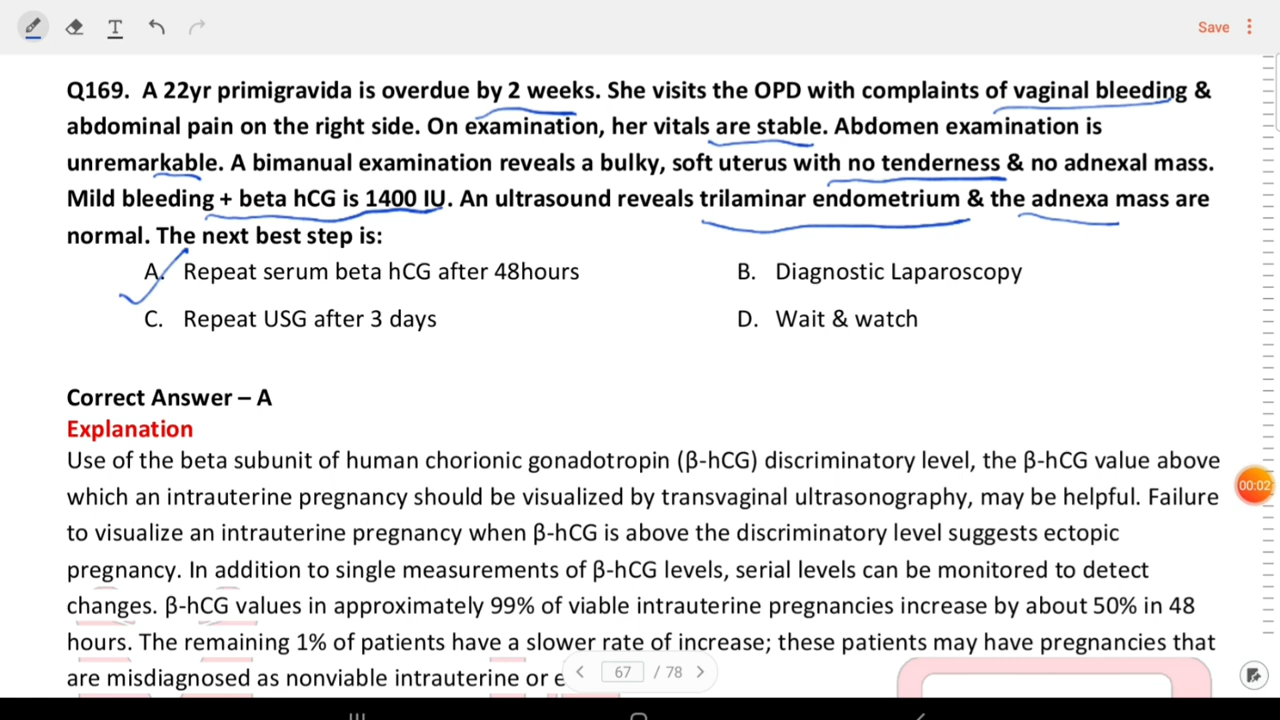 Save
Q169. A 22yr primigravida is overdue by 2 weeks. She visits the OPD with complaints of vaginal bleeding &
abdominal pain on the right side. On examination, her vitals are stable. Abdomen examination is
unremarkable. A bimanual examination reveals a bulky, soft uterus with no tenderness & no adnexal mass.
Mild bleeding + beta hCG is 1400 IU. An ultrasound reveals trilaminar endometrium & the adnexa mass are
normal. The next best step is:
A. Repeat serum beta hCG after 48hours B. Diagnostic Laparoscopy
C. Repeat USG after 3 days D. Wait & watch
Correct Answer – A
Explanation
Use of the beta subunit of human chorionic gonadotropin (β-hCG) discriminatory level, the β-hCG value above
which an intrauterine pregnancy should be visualized by transvaginal ultrasonography, may be helpful. Failure
00:02
to visualize an intrauterine pregnancy when β-hCG is above the discriminatory level suggests ectopic
pregnancy. In addition to single measurements of β-hCG levels, serial levels can be monitored to detect
changes. β-hCG values in approximately 99% of viable intrauterine pregnancies increase by about 50% in 48
hours. The remaining 1% of patients have a slower rate of increase; these patients may have pregnancies that
are misdiagnosed as nonviable intrauterine or
67 / 78